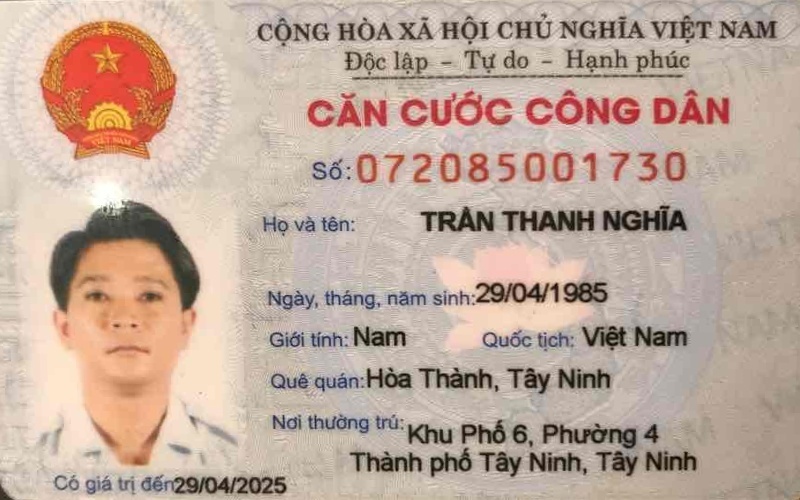 CỘNG HÒA XÃ HỘI CHỦ NGHĨA VIỆT NAM
Độc lập - Tự do - Hạnh phúc
CĂN CƯỚC CÔNG DÂN
VIỆT NAM
Số: 072085001730
Họ và tên: TRẦN THANH NGHĨA
Ngày, tháng, năm sinh: 29/04/1985
Giới tính: Nam Quốc tịch: Việt Nam
Quê quán: Hòa Thành, Tây Ninh
Nơi thường trú: Khu Phố 6, Phường 4
Thành phố Tây Ninh, Tây Ninh
Có giá trị đến 29/04/2025